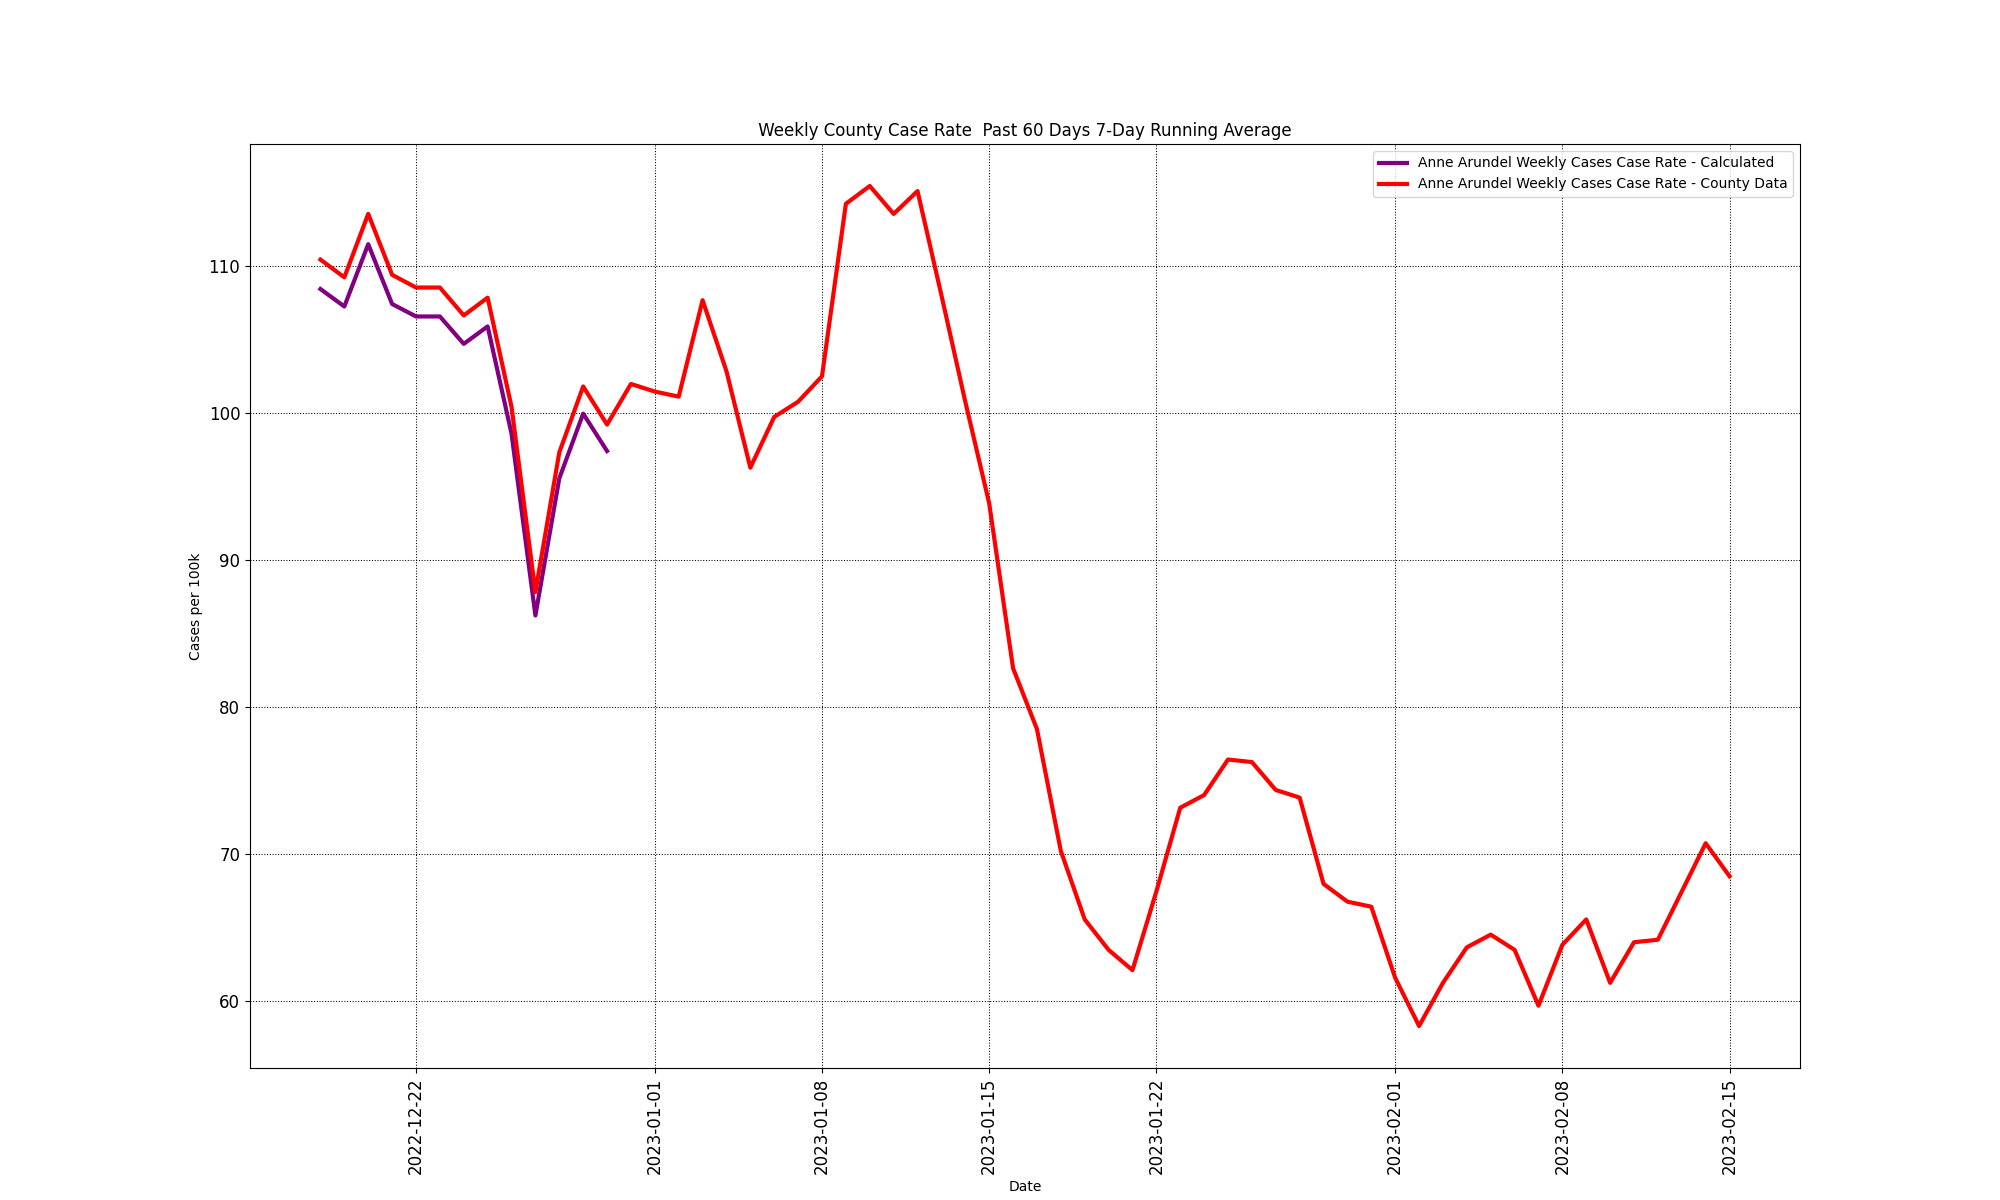 Weekly County Case Rate  Past 60 Days 7-Day Running Average
Anne Arundel Weekly Cases Case Rate - Calculated
Anne Arundel Weekly Cases Case Rate - County Data
110
100
90
80
70
60
Cases per 100k
2022-12-22
2023-01-01
2023-01-08
2023-01-15
2023-01-22
2023-02-01
2023-02-08
2023-02-15
Date